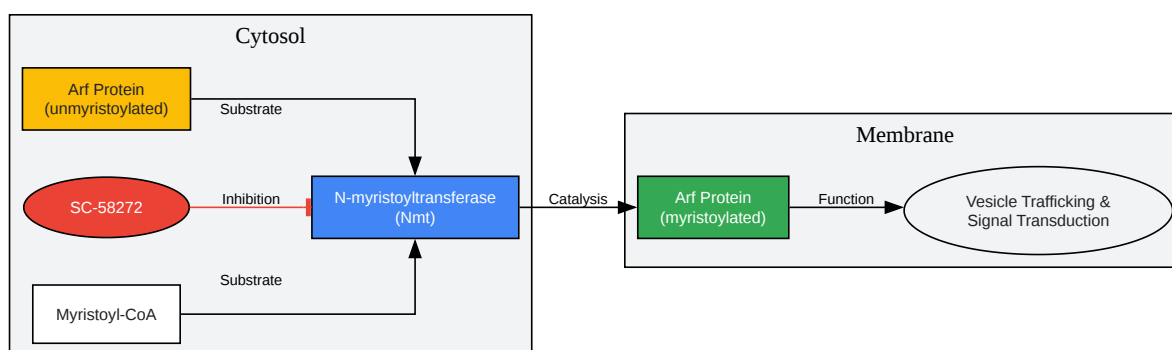 Cytosol
Arf Protein
(unmyristoylated)
Substrate
SC-58272
Inhibition
N-myristoyltransferase
(Nmt)
Substrate
Myristoyl-CoA
Catalysis
Membrane
Arf Protein
(myristoylated)
Function
Vesicle Trafficking &
Signal Transduction